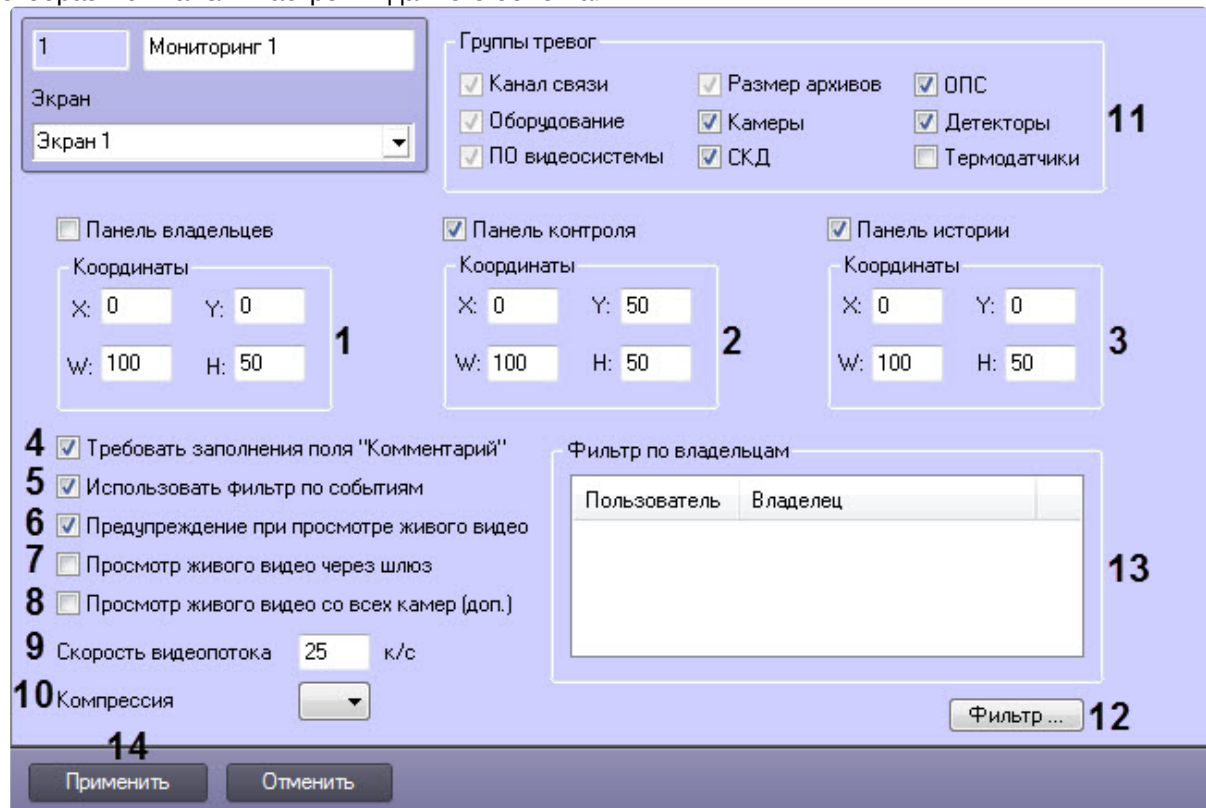 1 Мониторинг 1
Экран
Экран 1
Группы тревог
Канал связи Размер архивов ОПС
Оборудование Камеры Детекторы 11
ПО видеосистемы СКД Термодатчики
Панель владельцев Панель контроля Панель истории
Координаты Координаты Координаты
X: 0 Y: 0 X: 0 Y: 50 X: 0 Y: 0
1 2 3
W: 100 H: 50 W: 100 H: 50 W: 100 H: 50
4 Требовать заполнения поля "Комментарий"
5 Использовать фильтр по событиям
6 Предупреждение при просмотре живого видео
7 Просмотр живого видео через шлюз
8 Просмотр живого видео со всех камер (доп.)
9 Скорость видеопотока 25 к/с
10 Компрессия
Фильтр по владельцам
Пользователь Владелец
13
Фильтр ... 12
14
Применить Отменить